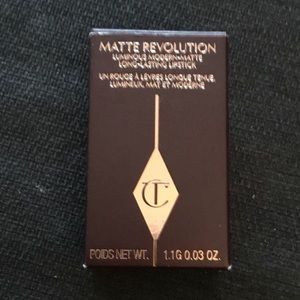 MATTE REVOLUTION
LUMINOUS MODERN-MATTE
LONG-LASTING LIPSTICK
UN ROUGE À LÈVRES LONGUE TENUE,
LUMINEUX, MAT ET MODERNE
CT
POIDS NET WT. 1.1G 0.03 OZ.